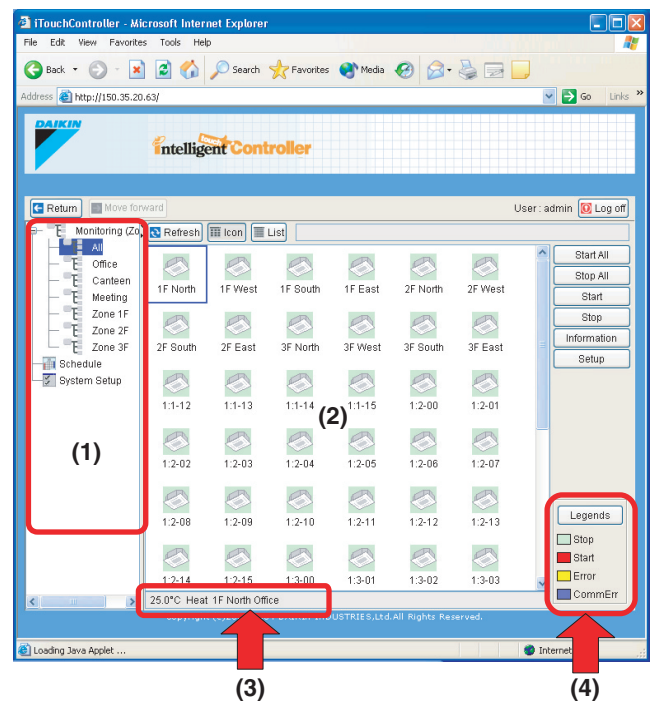 iTouchController - Microsoft Internet Explorer
File Edit View Favorites Tools Help
Back Search Favorites Media
Address http://150.35.20.63/ Go Links »
DAIKIN
intelligent Controller
Return Move forward User : admin Log off
Monitoring (Zo Refresh Icon List
All
Office
Canteen
Meeting
Zone 1F
Zone 2F
Zone 3F
Schedule
System Setup
(1)
1F North 1F West 1F South 1F East 2F North 2F West
2F South 2F East 3F North 3F West 3F South 3F East
1:1-12 1:1-13 1:1-14 1:1-15 1:2-00 1:2-01
(2)
1:2-02 1:2-03 1:2-04 1:2-05 1:2-06 1:2-07
1:2-08 1:2-09 1:2-10 1:2-11 1:2-12 1:2-13
1:2-14 1:2-15 1:3-00 1:3-01 1:3-02 1:3-03
Start All
Stop All
Start
Stop
Information
Setup
Legends
Stop
Start
Error
CommErr
25.0°C Heat 1F North Office
USTRIES,Ltd.All Rights Reserved.
Loading Java Applet ... Internet
(3) (4)